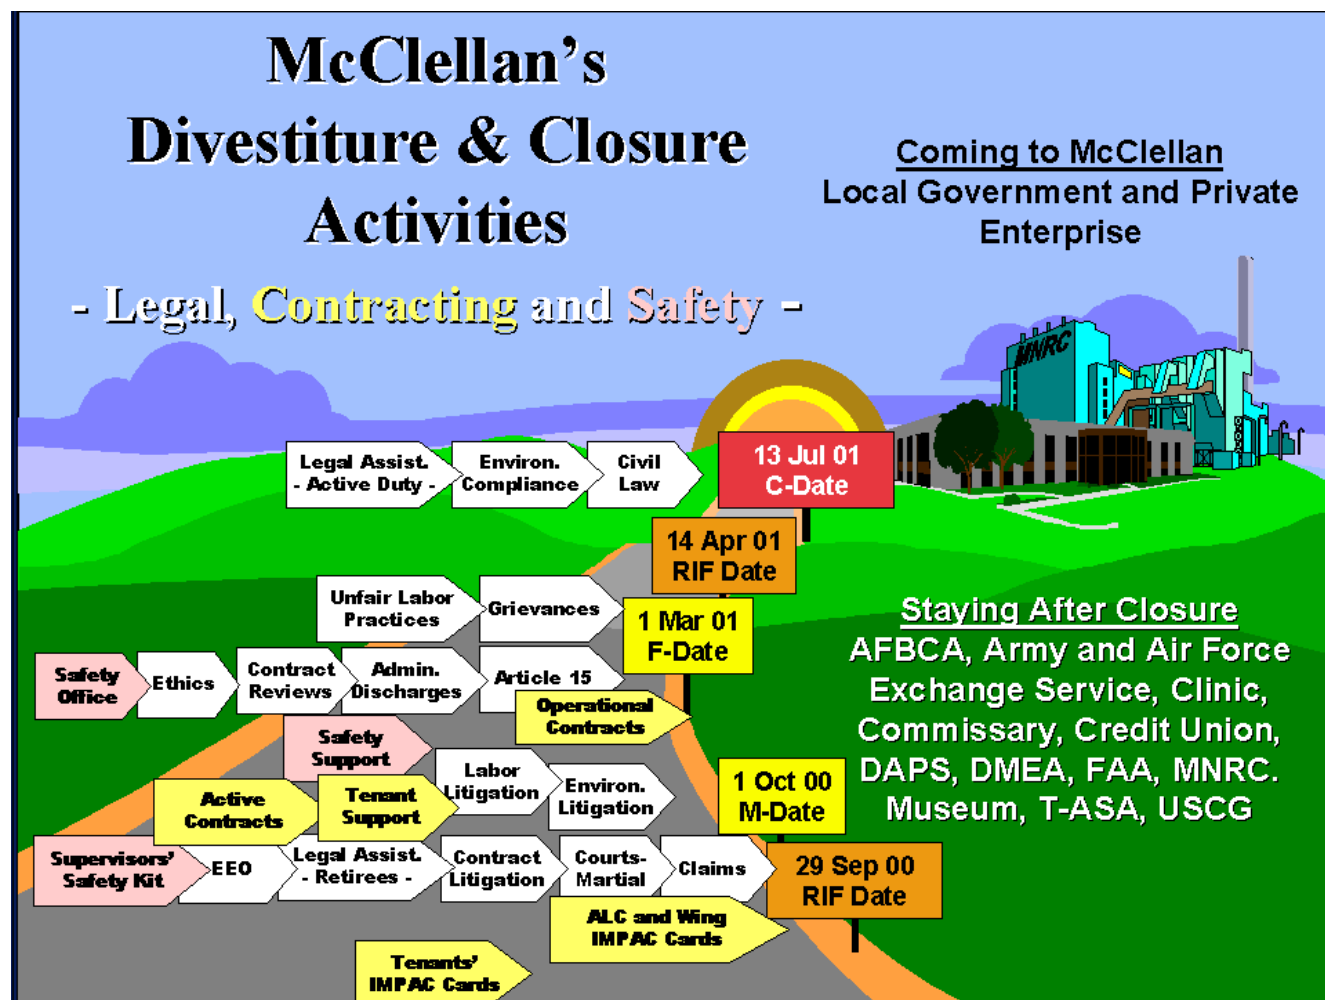 McClellan's
Divestiture & Closure
Activities
- Legal, Contracting and Safety -
Coming to McClellan
Local Government and Private
Enterprise
MNRC
Legal Assist.
- Active Duty -
Environ.
Compliance
Civil
Law
13 Jul 01
C-Date
14 Apr 01
RIF Date
Unfair Labor
Practices
Grievances
1 Mar 01
F-Date
Safety
Office
Ethics
Contract
Reviews
Admin.
Discharges
Article 15
Operational
Contracts
Staying After Closure
AFBCA, Army and Air Force
Exchange Service, Clinic,
Commissary, Credit Union,
DAPS, DMEA, FAA, MNRC.
Museum, T-ASA, USCG
Safety
Support
Labor
Litigation
Environ.
Litigation
Active
Contracts
Tenant
Support
1 Oct 00
M-Date
Supervisors'
Safety Kit
EEO
Legal Assist.
- Retirees -
Contract
Litigation
Courts-
Martial
Claims
29 Sep 00
RIF Date
ALC and Wing
IMPAC Cards
Tenants'
IMPAC Cards